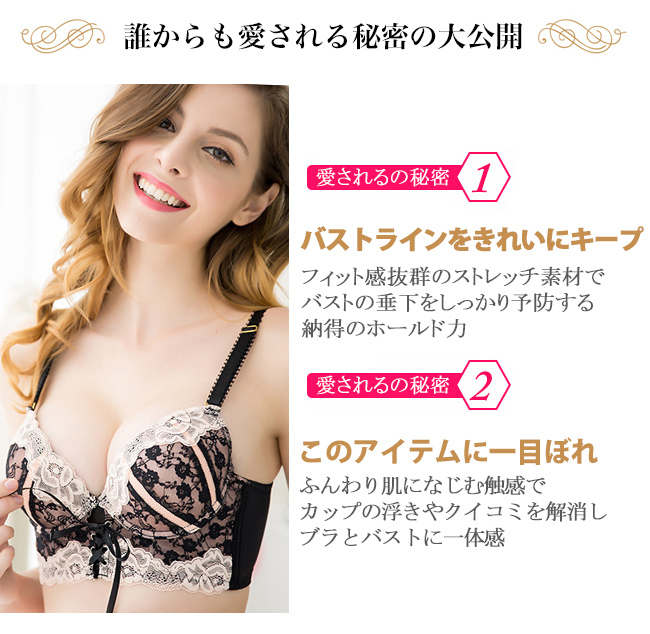 誰からも愛される秘密の大公開
愛されるの秘密 1
バストラインをきれいにキープ
フィット感抜群のストレッチ素材で
バストの垂下をしっかり予防する
納得のホールド力
愛されるの秘密 2
このアイテムに一目ぼれ
ふんわり肌になじむ触感で
カップの浮きやクイコミを解消し
ブラとバストに一体感